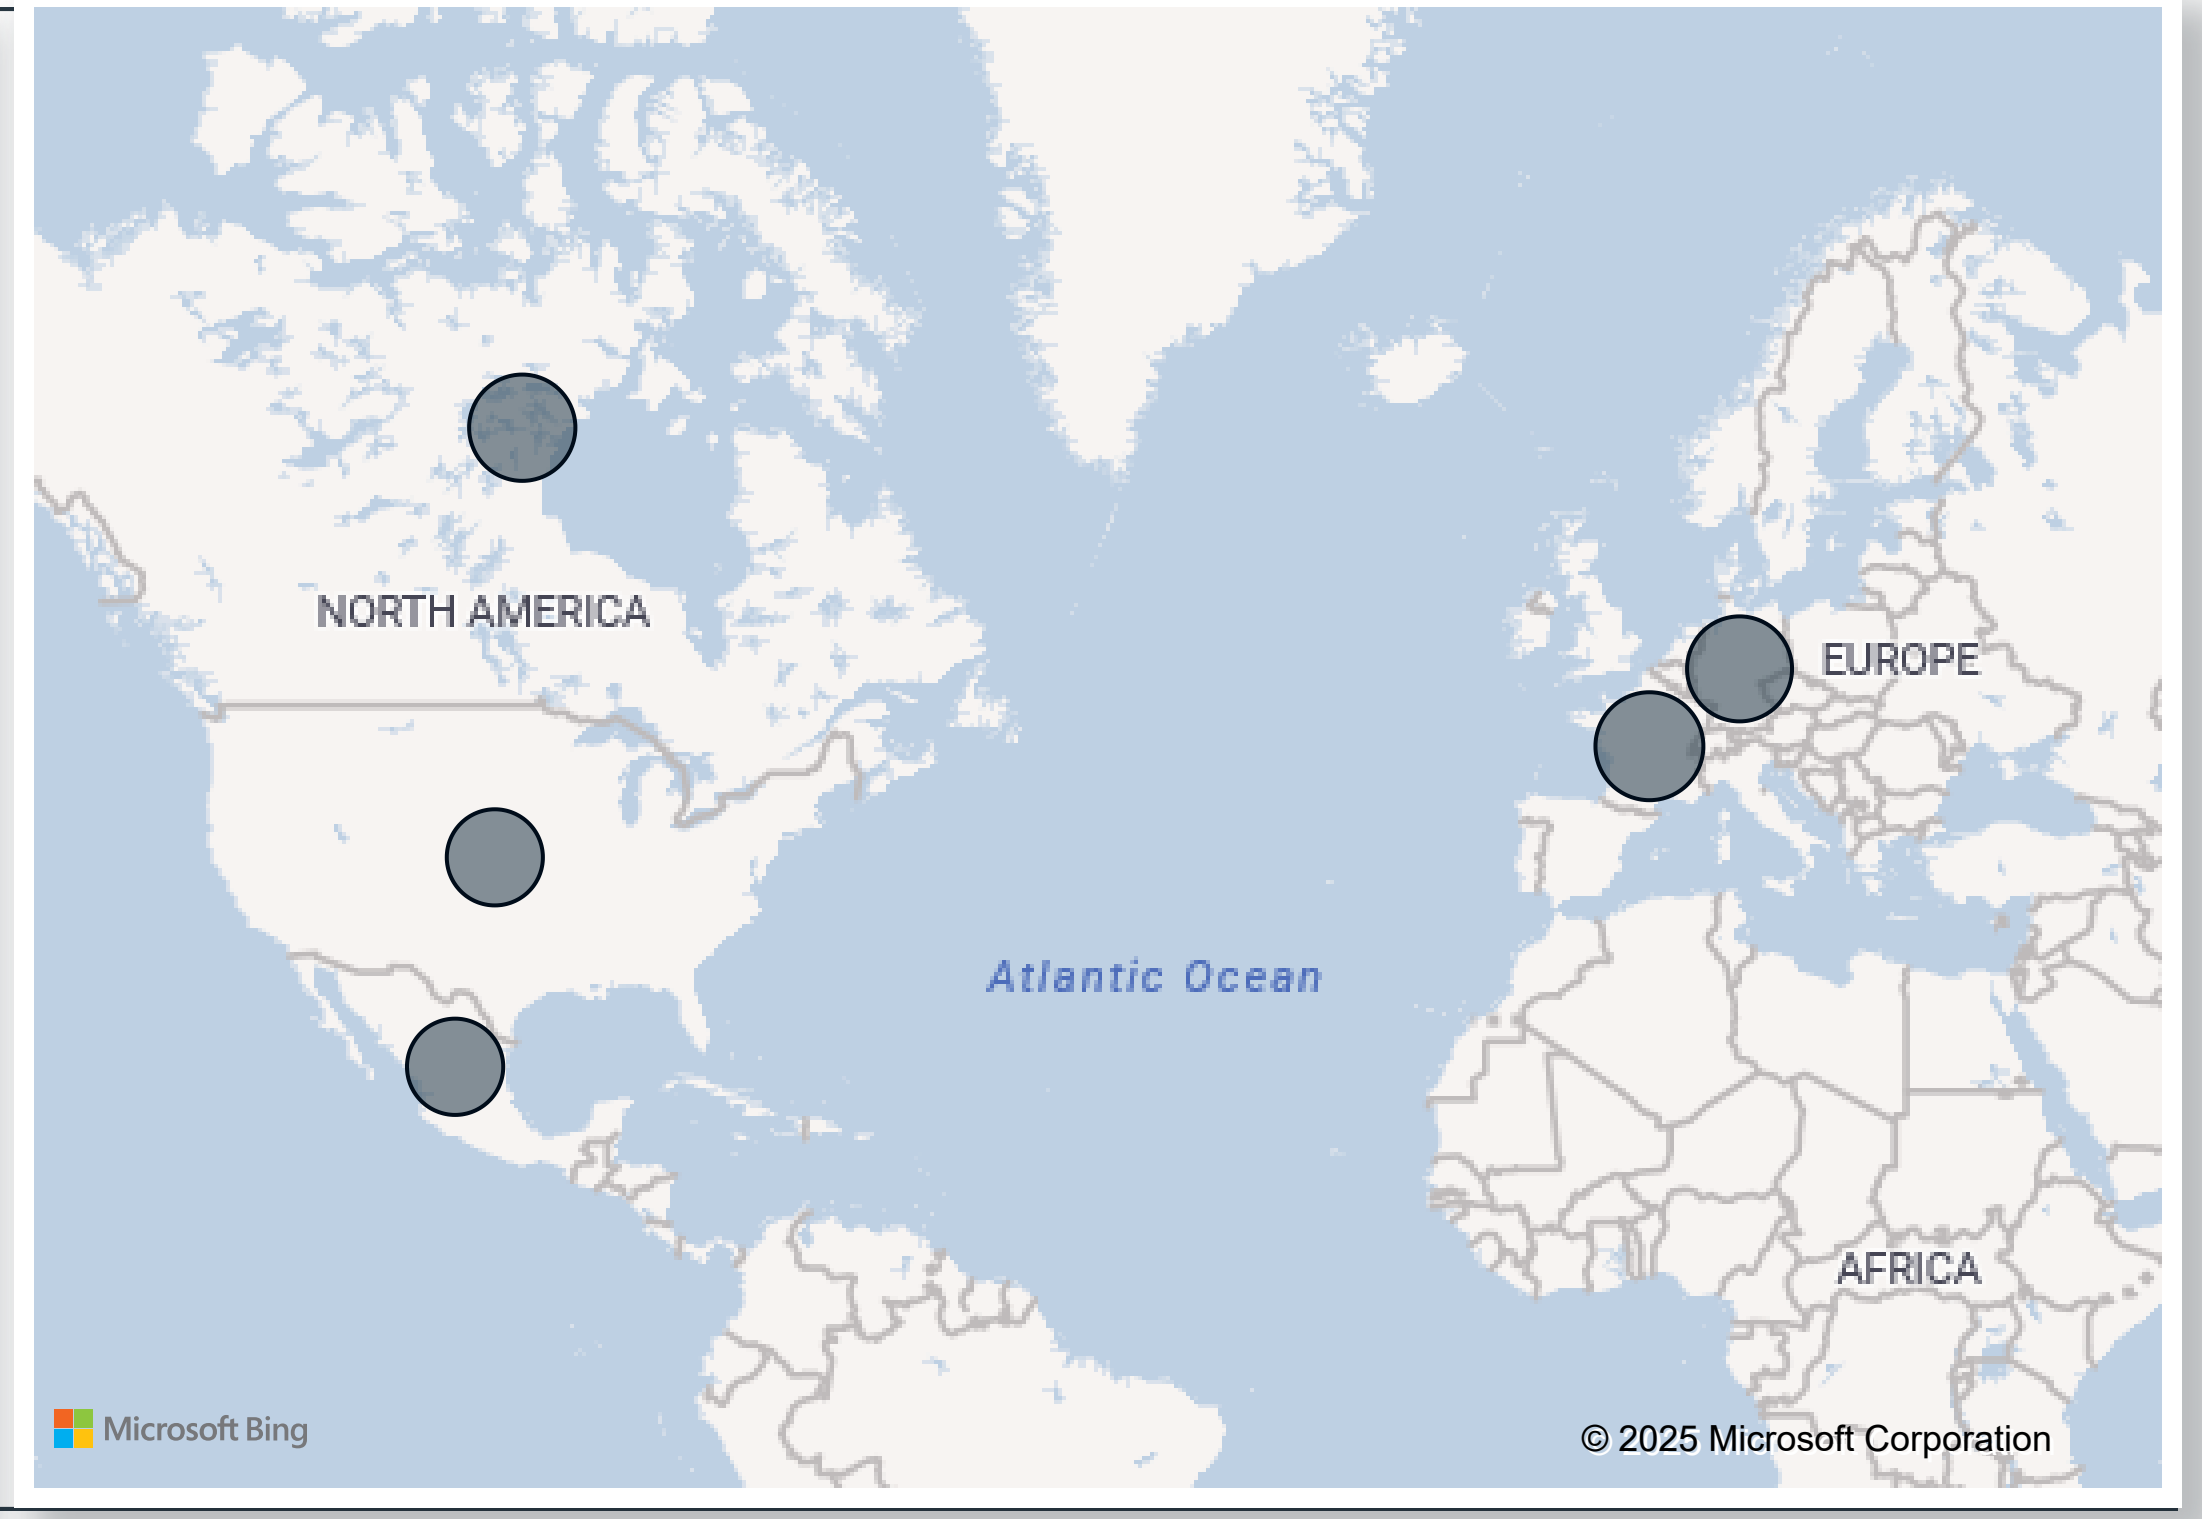 NORTH AMERICA
EUROPE
Atlantic Ocean
AFRICA
Microsoft Bing
© 2025 Microsoft Corporation